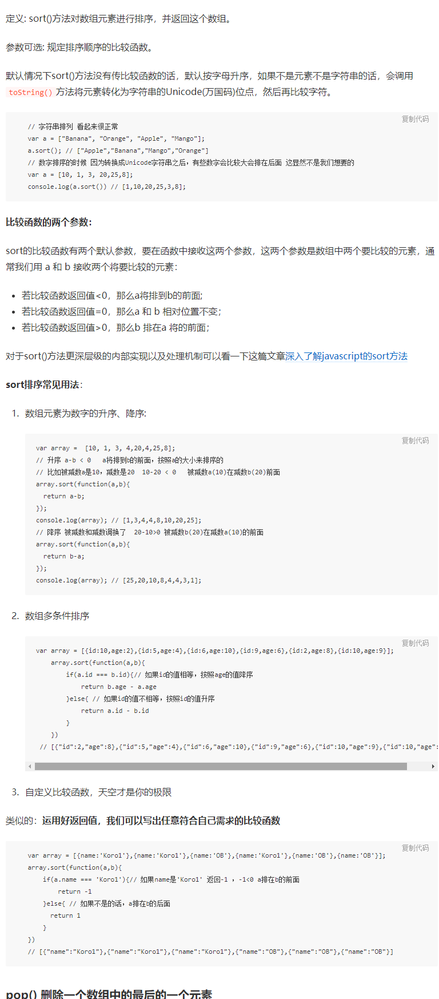 定义: sort()方法对数组元素进行排序，并返回这个数组。
参数可选: 规定排序顺序的比较函数。
默认情况下sort()方法没有传比较函数的话，默认按字母升序，如果不是元素不是字符串的话，会调用
toString()方法将元素转化为字符串的Unicode(万国码)位点，然后再比较字符。
复制代码
// 字符串排列 看起来很正常
var a = ["Banana", "Orange", "Apple", "Mango"];
a.sort(); // ["Apple","Banana","Mango","Orange"]
// 数字排序的时候 因为转换成Unicode字符串之后，有些数字会比较大会排在后面 这显然不是我们想要的
var a = [10, 1, 3, 20,25,8];
console.log(a.sort()) // [1,10,20,25,3,8];
比较函数的两个参数：
sort的比较函数有两个默认参数，要在函数中接收这两个参数，这两个参数是数组中两个要比较的元素，通
常我们用 a 和 b 接收两个将要比较的元素：
• 若比较函数返回值<0，那么a将排到b的前面;
• 若比较函数返回值=0，那么a 和 b 相对位置不变；
• 若比较函数返回值>0，那么b 排在a 将的前面；
对于sort()方法更深层级的内部实现以及处理机制可以看一下这篇文章深入了解javascript的sort方法
sort排序常见用法：
1. 数组元素为数字的升序、降序:
复制代码
var array =  [10, 1, 3, 4,20,4,25,8];
// 升序 a-b < 0   a将排到b的前面，按照a的大小来排序的
// 比如被减数a是10，减数是20  10-20 < 0   被减数a(10)在减数b(20)前面
array.sort(function(a,b){
return a-b;
});
console.log(array); // [1,3,4,4,8,10,20,25];
// 降序 被减数和减数调换了  20-10>0 被减数b(20)在减数a(10)的前面
array.sort(function(a,b){
return b-a;
});
console.log(array); // [25,20,10,8,4,4,3,1];
2. 数组多条件排序
复制代码
var array = [{id:10,age:2},{id:5,age:4},{id:6,age:10},{id:9,age:6},{id:2,age:8},{id:10,age:9}];
array.sort(function(a,b){
if(a.id === b.id){// 如果id的值相等，按照age的值降序
return b.age - a.age
}else{ // 如果id的值不相等，按照id的值升序
return a.id - b.id
}
})
// [{"id":2,"age":8},{"id":5,"age":4},{"id":6,"age":10},{"id":9,"age":6},{"id":10,"age":9},{"id":10,"age":
3. 自定义比较函数，天空才是你的极限
类似的：运用好返回值，我们可以写出任意符合自己需求的比较函数
复制代码
var array = [{name:'Koro1'},{name:'Koro1'},{name:'OB'},{name:'Koro1'},{name:'OB'},{name:'OB'}];
array.sort(function(a,b){
if(a.name === 'Koro1'){// 如果name是'Koro1' 返回-1 ，-1<0 a排在b的前面
return -1
}else{ // 如果不是的话，a排在b的后面
return 1
}
})
// [{"name":"Koro1"},{"name":"Koro1"},{"name":"Koro1"},{"name":"OB"},{"name":"OB"},{"name":"OB"}]
pop() 删除一个数组中的最后的一个元素